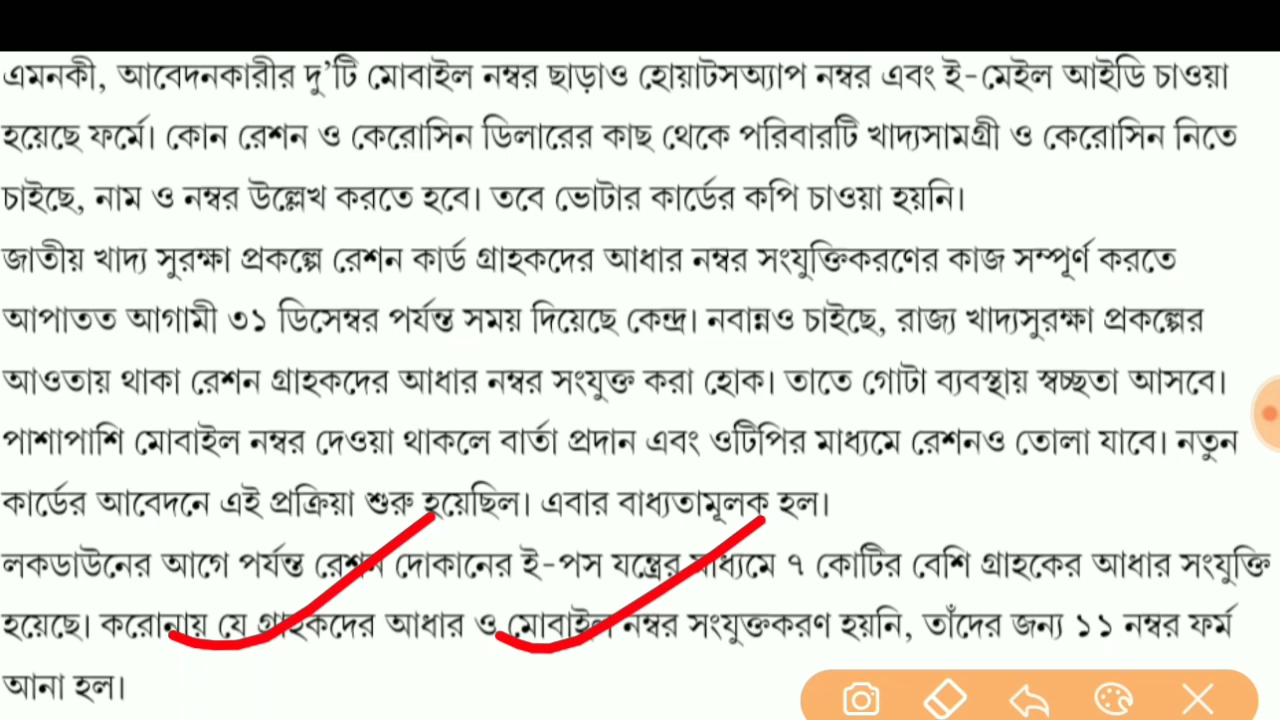 এমনকী, আবেদনকারীর দু’টি মোবাইল নম্বর ছাড়াও হোয়াটসঅ্যাপ নম্বর এবং ই-মেইল আইডি চাওয়া
হয়েছে ফর্মে। কোন রেশন ও কেরোসিন ডিলারের কাছ থেকে পরিবারটি খাদ্যসামগ্রী ও কেরোসিন নিতে
চাইছে, নাম ও নম্বর উল্লেখ করতে হবে। তবে ভোটার কার্ডের কপি চাওয়া হয়নি।
জাতীয় খাদ্য সুরক্ষা প্রকল্পে রেশন কার্ড গ্রাহকদের আধার নম্বর সংযুক্তিকরণের কাজ সম্পূর্ণ করতে
আপাতত আগামী ৩১ ডিসেম্বর পর্যন্ত সময় দিয়েছে কেন্দ্র। নবান্নও চাইছে, রাজ্য খাদ্যসুরক্ষা প্রকল্পের
আওতায় থাকা রেশন গ্রাহকদের আধার নম্বর সংযুক্ত করা হোক। তাতে গোটা ব্যবস্থায় স্বচ্ছতা আসবে।
পাশাপাশি মোবাইল নম্বর দেওয়া থাকলে বার্তা প্রদান এবং ওটিপির মাধ্যমে রেশনও তোলা যাবে। নতুন
কার্ডের আবেদনে এই প্রক্রিয়া শুরু হয়েছিল। এবার বাধ্যতামূলক হল।
লকডাউনের আগে পর্যন্ত রেশন দোকানের ই-পস যন্ত্রের মাধ্যমে ৭ কোটির বেশি গ্রাহকের আধার সংযুক্তি
হয়েছে। করোনায় যে গ্রাহকদের আধার ও মোবাইল নম্বর সংযুক্তকরণ হয়নি, তাঁদের জন্য ১১ নম্বর ফর্ম
আনা হল।